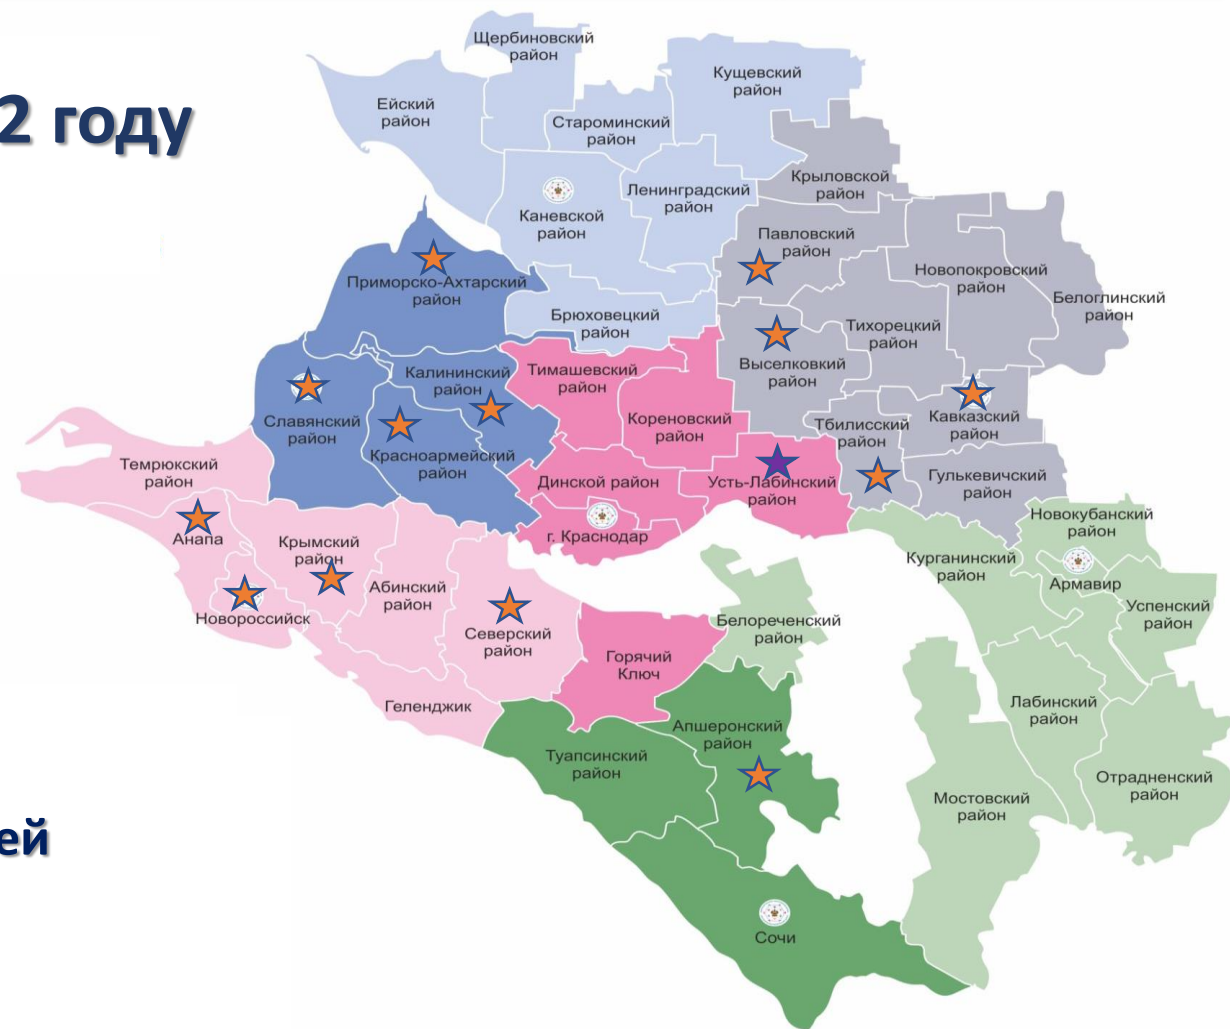 2 году
Щербиновский
район
Кущевский
район
Ейский
район
Староминский
район
Крыловской
район
Ленинградский
район
Каневской
район
Павловский
район
Новопокровский
район
Белоглинский
район
Приморско-Ахтарский
район
Брюховецкий
район
Тихорецкий
район
Выселковкий
район
Калининский
район
Тимашевский
район
Славянский
район
Кореновский
район
Тбилисский
район
Кавказский
район
Красноармейский
район
Темрюкский
район
Динской район
Усть-Лабинский
район
Гулькевичский
район
Новокубанский
район
Анапа
г. Краснодар
Крымский
район
Курганинский
район
Армавир
Абинский
район
Новороссийск
Успенский
район
Северский
район
Белореченский
район
Горячий
Ключ
Геленджик
Лабинский
район
Апшеронский
район
Туапсинский
район
Отрадненский
район
Мостовский
район
ей
Сочи